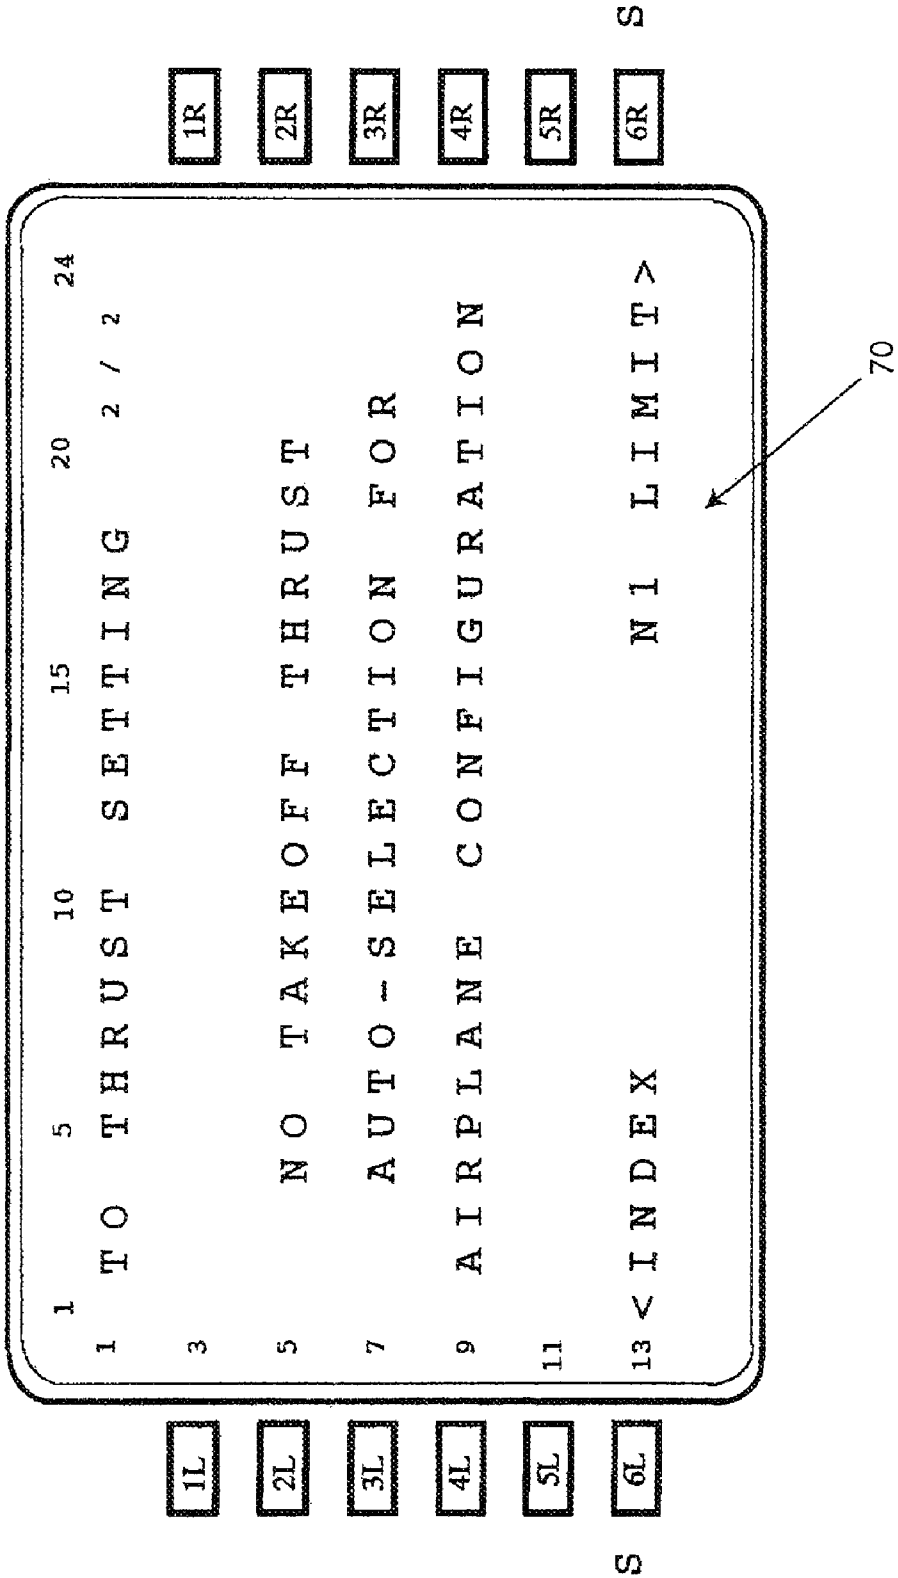 1 5 10 15 20 24
1 TO THRUST SETTING 2/2
1L 1R
3
2L 5 NO TAKEOFF THRUST 2R
3L 7 AUTO-SELECTION FOR 3R
4L 9 AIRPLANE CONFIGURATION 4R
5L 11 5R
S 6L 13 <INDEX N1 LIMIT> 6R S
70